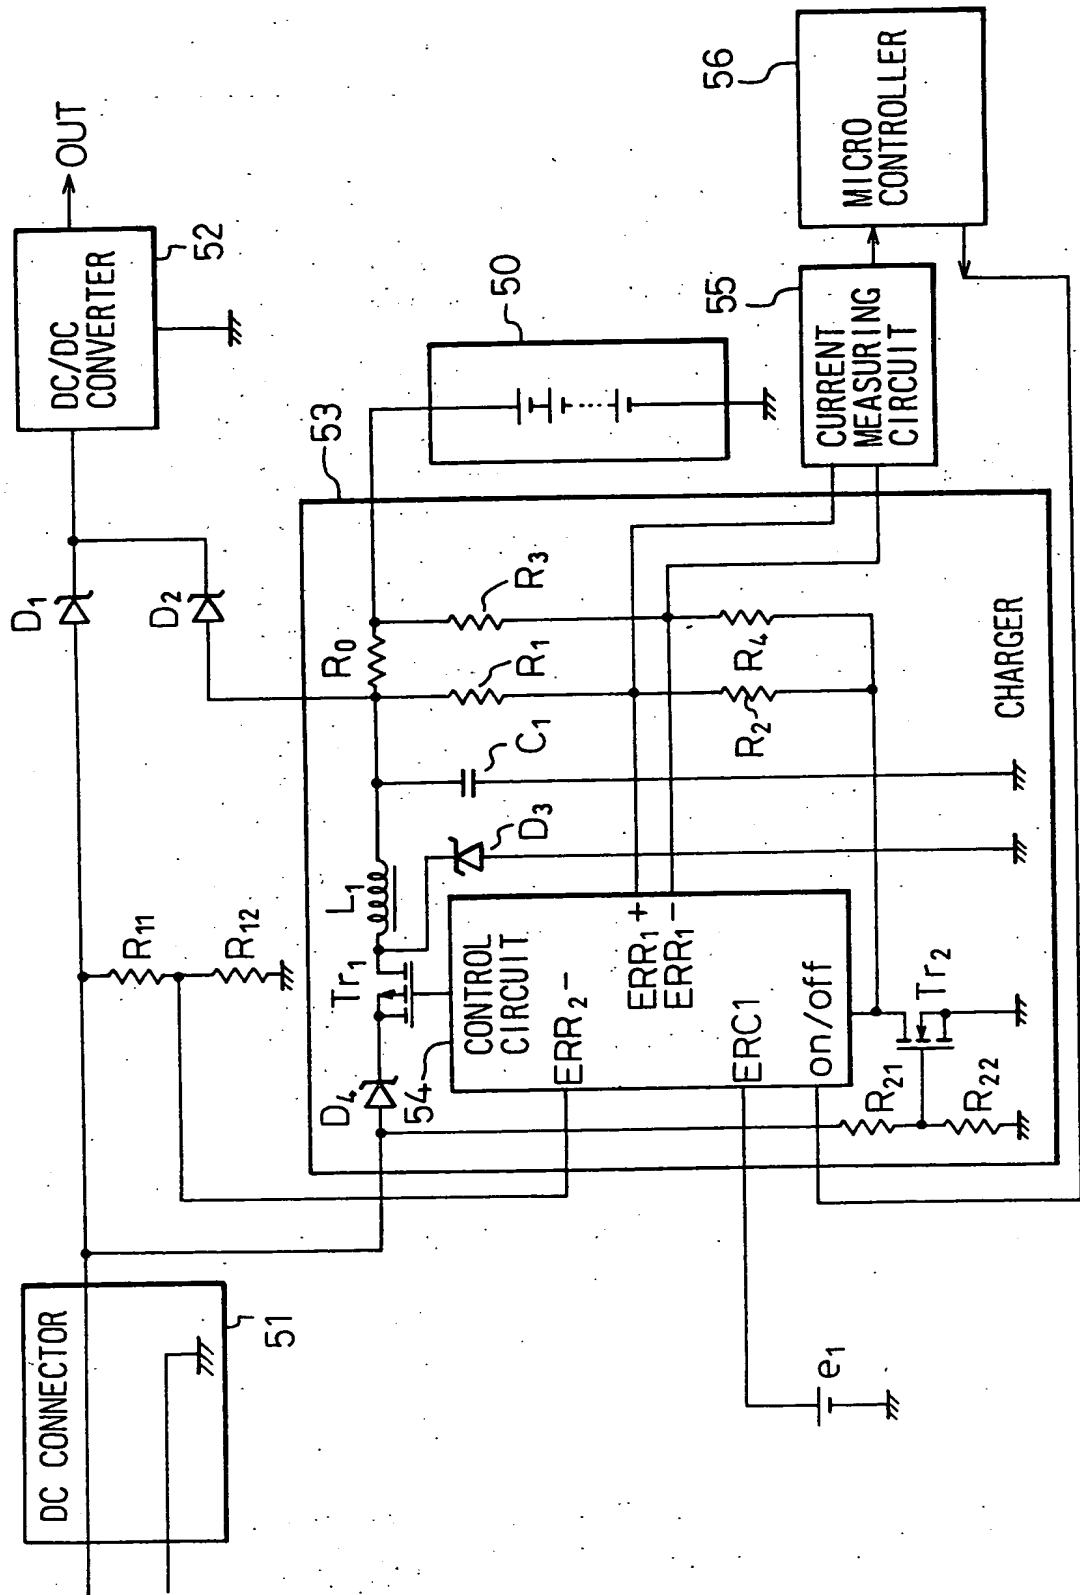 DC CONNECTOR
51
D₁
D₂
DC/DC
CONVERTER
52
OUT
R₁₁
R₁₂
53
50
D₄
Tr₁
L₁
R₀
54
CONTROL
CIRCUIT
ERR₂-
ERR₁+
ERR₁-
ERC1
on/off
D₃
C₁
R₁
R₃
R₂
R₄
R₂₁
R₂₂
Tr₂
CHARGER
e₁
55
CURRENT
MEASURING
CIRCUIT
56
MICRO
CONTROLLER